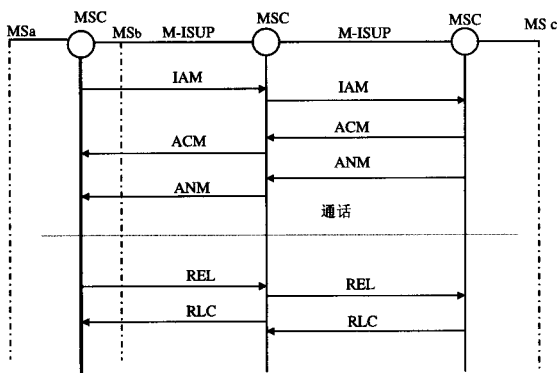 MSa MSC MSb M-ISUP MSC M-ISUP MSC MS c
IAM
IAM
ACM
ACM
ANM
ANM
通话
REL
REL
RLC
RLC